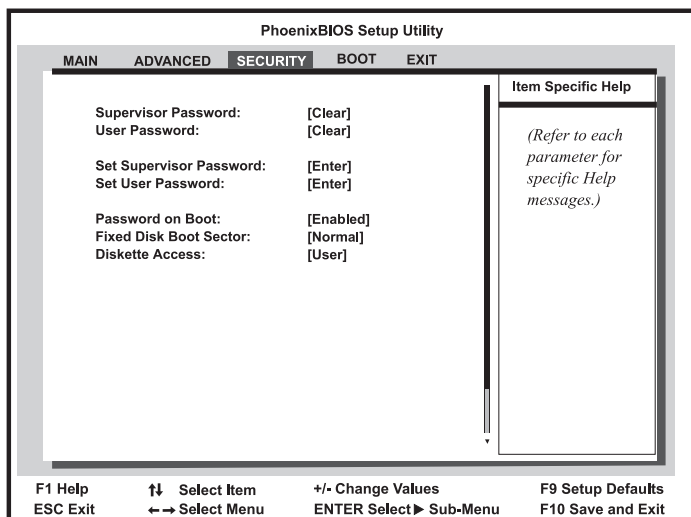 PhoenixBIOS Setup Utility
MAIN ADVANCED SECURITY BOOT EXIT
Supervisor Password: [Clear]
User Password: [Clear]
Set Supervisor Password: [Enter]
Set User Password: [Enter]
Password on Boot: [Enabled]
Fixed Disk Boot Sector: [Normal]
Diskette Access: [User]
Item Specific Help
(Refer to each
parameter for
specific Help
messages.)
F1 Help ↑↓ Select Item +/- Change Values F9 Setup Defaults
ESC Exit ←→ Select Menu ENTER Select ▶ Sub-Menu F10 Save and Exit